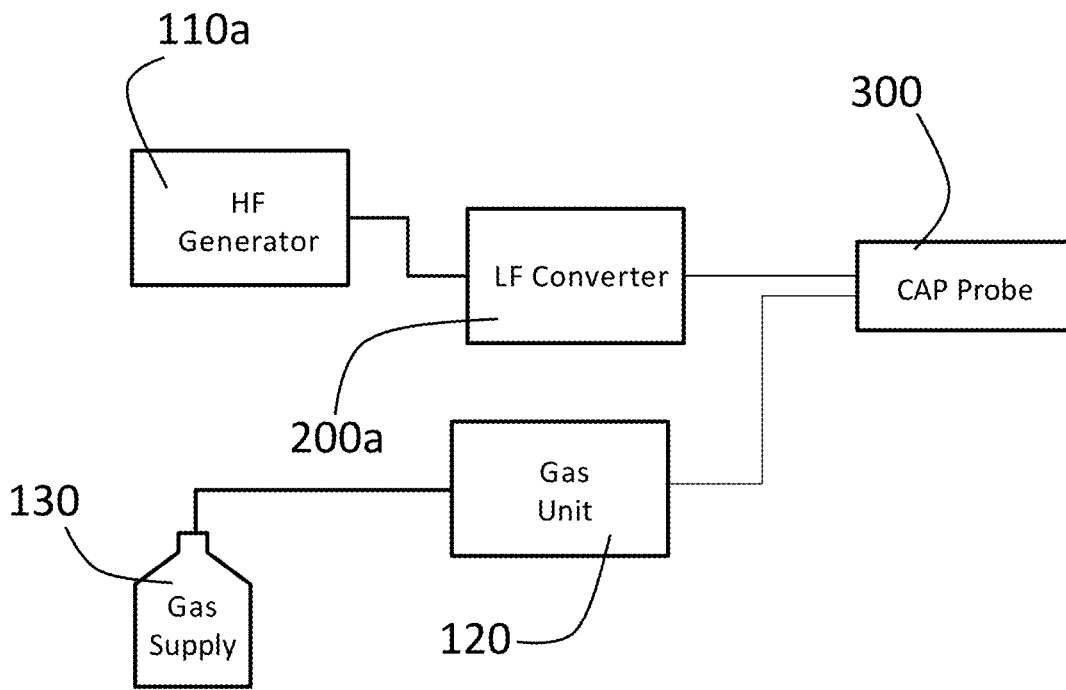 110a
HF
Generator
300
LF Converter
CAP Probe
200a
Gas
Unit
130
Gas
Supply
120